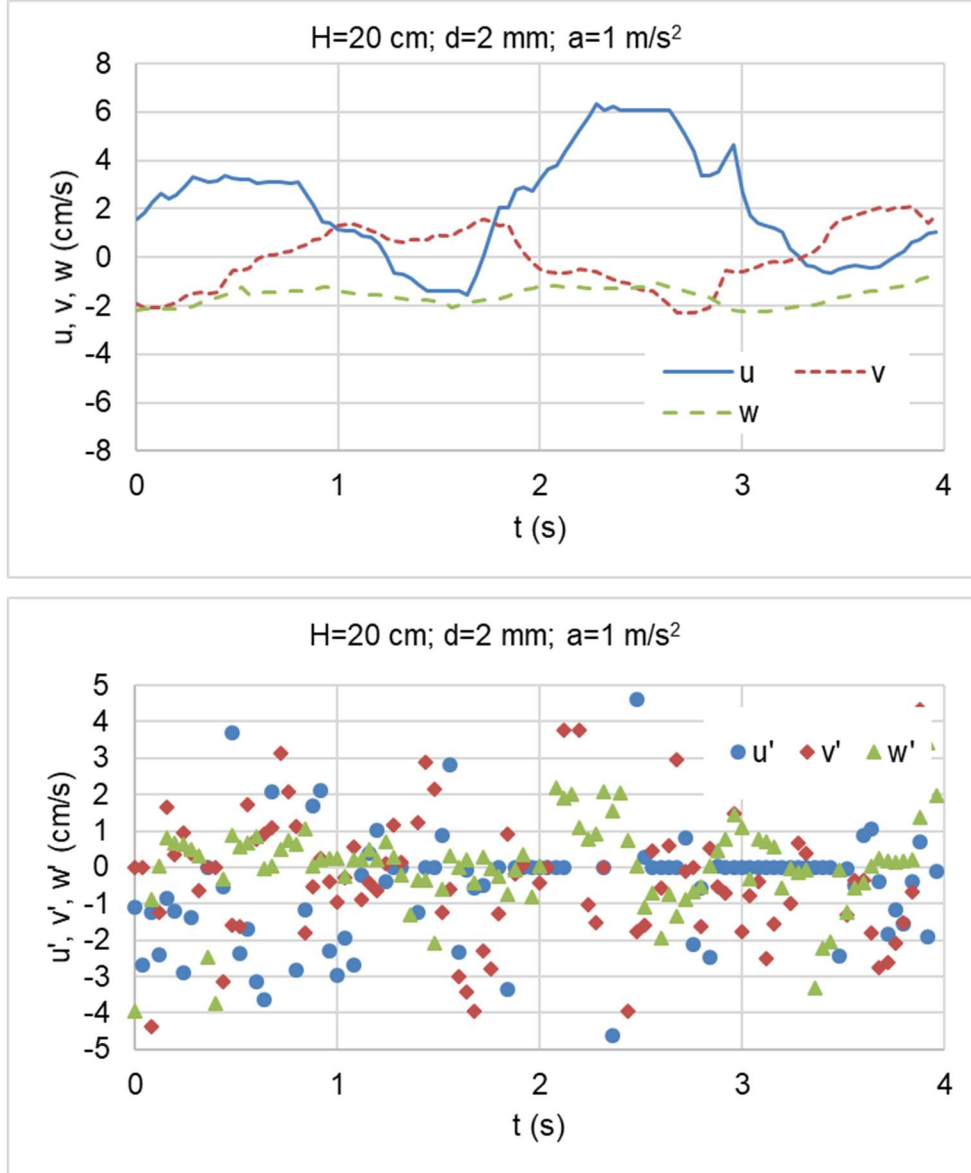 H=20 cm; d=2 mm; a=1 m/s²
8
6
4
2
0
-2
-4
-6
-8
u, v, w (cm/s)
u v
w
0 1 2 3 4
t (s)
H=20 cm; d=2 mm; a=1 m/s²
5
4
3
2
1
0
-1
-2
-3
-4
-5
u', v', w' (cm/s)
u' v' w'
0 1 2 3 4
t (s)